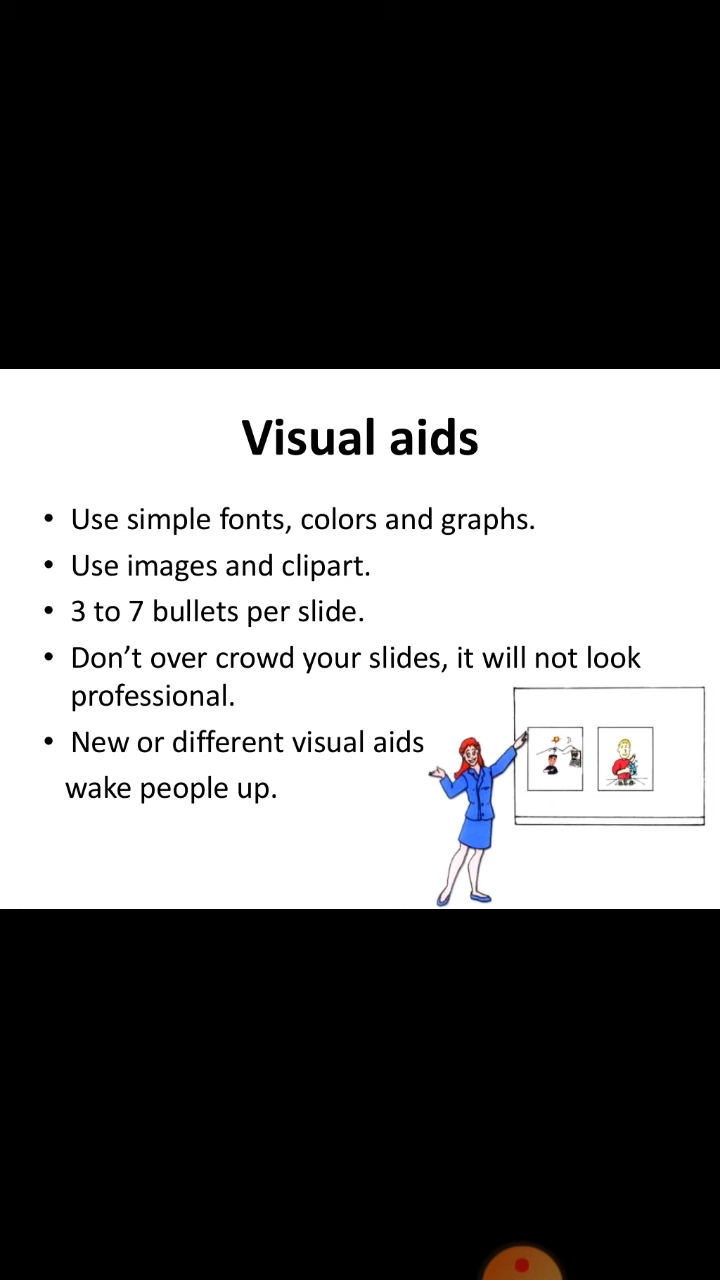 Visual aids
• Use simple fonts, colors and graphs.
• Use images and clipart.
• 3 to 7 bullets per slide.
• Don’t over crowd your slides, it will not look
professional.
• New or different visual aids
wake people up.